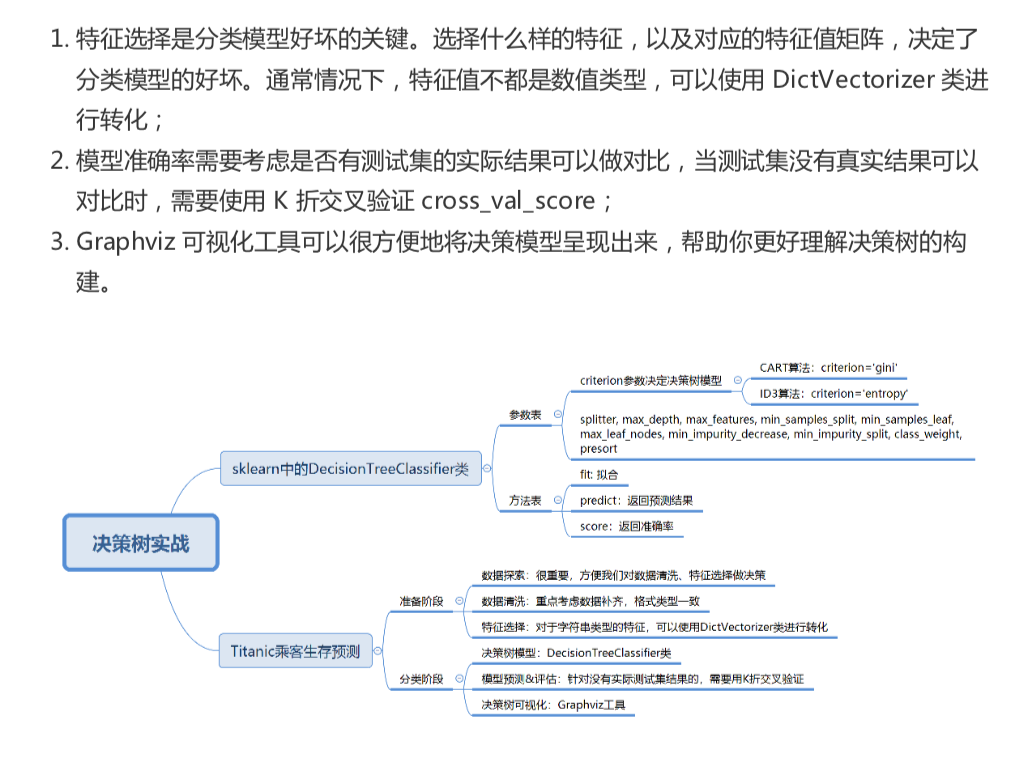 1. 特征选择是分类模型好坏的关键。选择什么样的特征，以及对应的特征值矩阵，决定了
分类模型的好坏。通常情况下，特征值不都是数值类型，可以使用 DictVectorizer 类进
行转化；
2. 模型准确率需要考虑是否有测试集的实际结果可以做对比，当测试集没有真实结果可以
对比时，需要使用 K 折交叉验证 cross_val_score；
3. Graphviz 可视化工具可以很方便地将决策模型呈现出来，帮助你更好理解决策树的构
建。
决策树实战
sklearn中的DecisionTreeClassifier类
参数表
criterion参数决定决策树模型
CART算法：criterion='gini'
ID3算法：criterion='entropy'
splitter, max_depth, max_features, min_samples_split, min_samples_leaf,
max_leaf_nodes, min_impurity_decrease, min_impurity_split, class_weight,
presort
方法表
fit: 拟合
predict：返回预测结果
score：返回准确率
Titanic乘客生存预测
准备阶段
数据探索：很重要，方便我们对数据清洗、特征选择做决策
数据清洗：重点考虑数据补齐，格式类型一致
特征选择：对于字符串类型的特征，可以使用DictVectorizer类进行转化
分类阶段
决策树模型：DecisionTreeClassifier类
模型预测&评估：针对没有实际测试集结果的，需要用K折交叉验证
决策树可视化：Graphviz工具